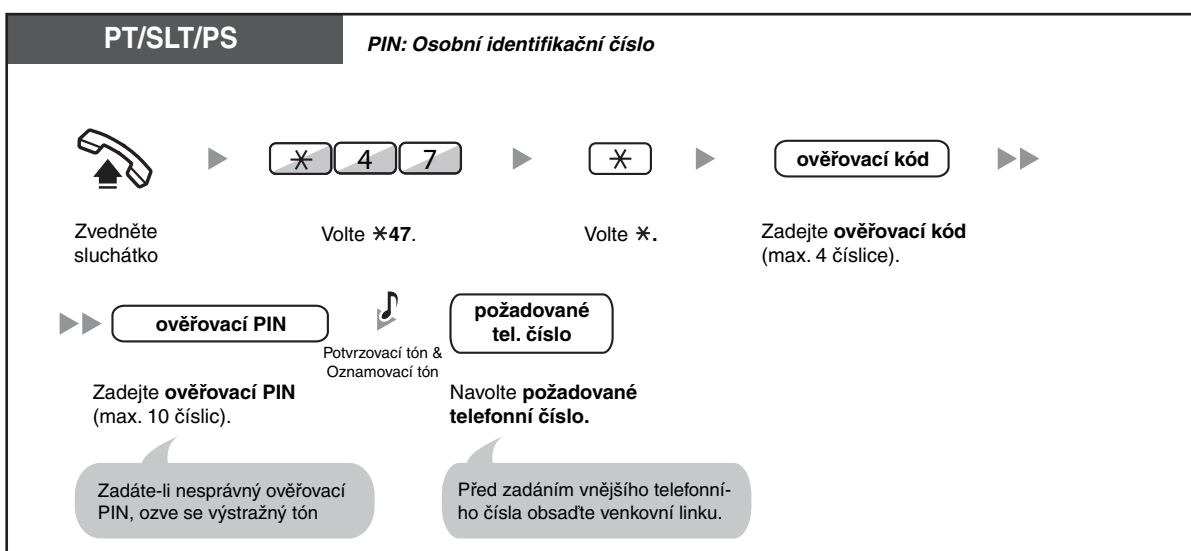 PT/SLT/PS
PIN: Osobní identifikační číslo
✳ 4 7
✳
ověřovací kód
Zvedněte
sluchátko
Volte ✳47.
Volte ✳.
Zadejte ověřovací kód
(max. 4 číslice).
ověřovací PIN
Potvrzovací tón &
Oznamovací tón
požadované
tel. číslo
Zadejte ověřovací PIN
(max. 10 číslic).
Navolte požadované
telefonní číslo.
Zadáte-li nesprávný ověřovací
PIN, ozve se výstražný tón
Před zadáním vnějšího telefonní-
ho čísla obsaďte venkovní linku.